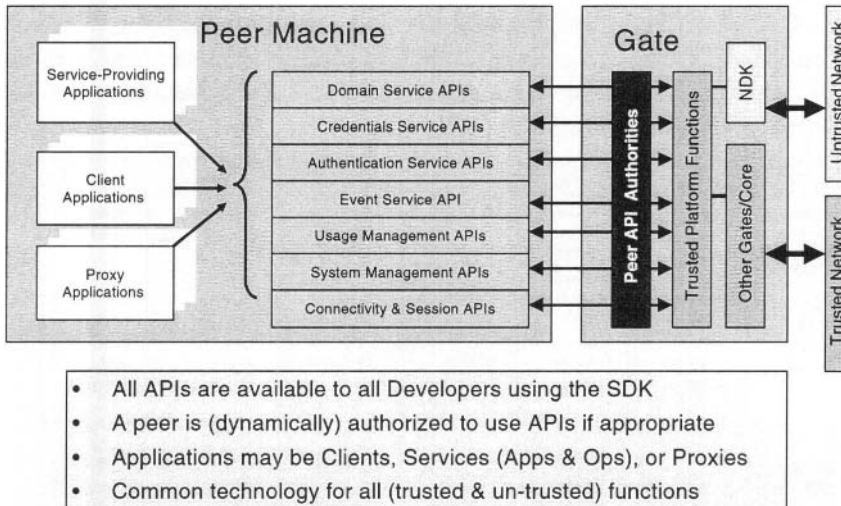 Peer Machine
Service-Providing
Applications
Client
Applications
Proxy
Applications
Domain Service APIs
Credentials Service APIs
Authentication Service APIs
Event Service API
Usage Management APIs
System Management APIs
Connectivity & Session APIs
Gate
Peer API Authorities
Trusted Platform Functions
NDK
Other Gates/Core
Untrusted Network
Trusted Network
• All APIs are available to all Developers using the SDK
• A peer is (dynamically) authorized to use APIs if appropriate
• Applications may be Clients, Services (Apps & Ops), or Proxies
• Common technology for all (trusted & un-trusted) functions